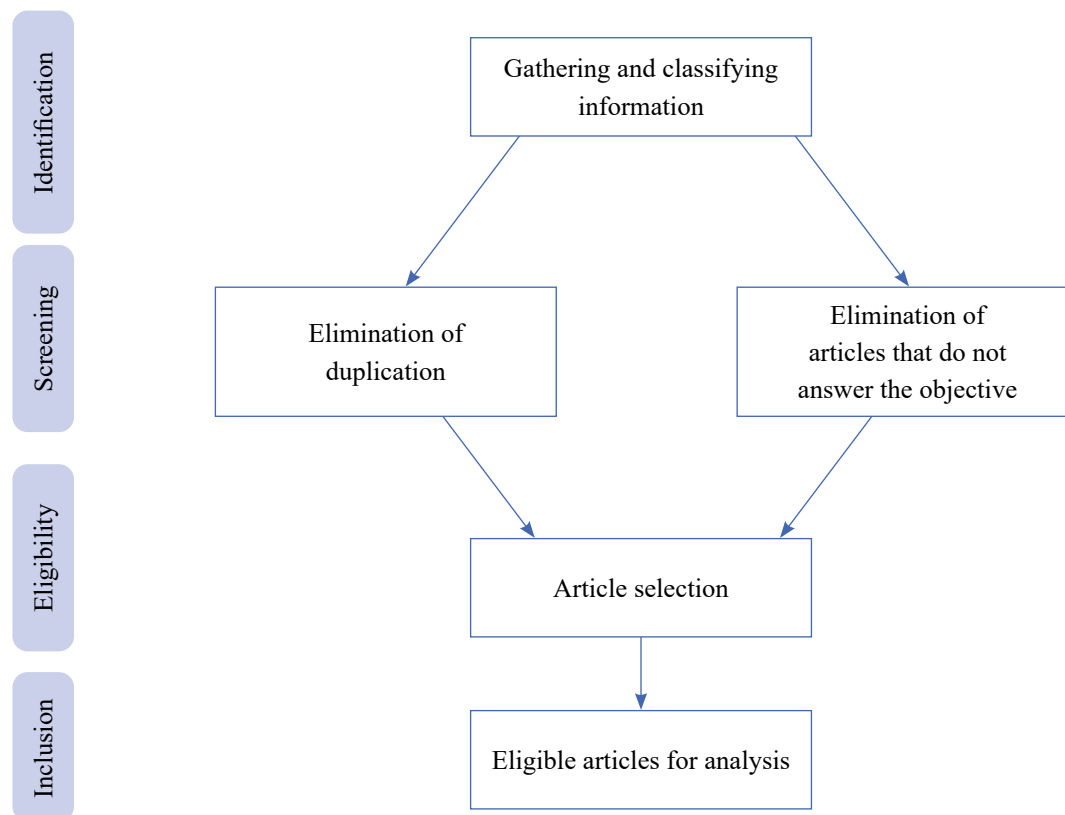 Identification
Gathering and classifying
information
Screening
Elimination of
duplication
Elimination of
articles that do not
answer the objective
Eligibility
Article selection
Inclusion
Eligible articles for analysis